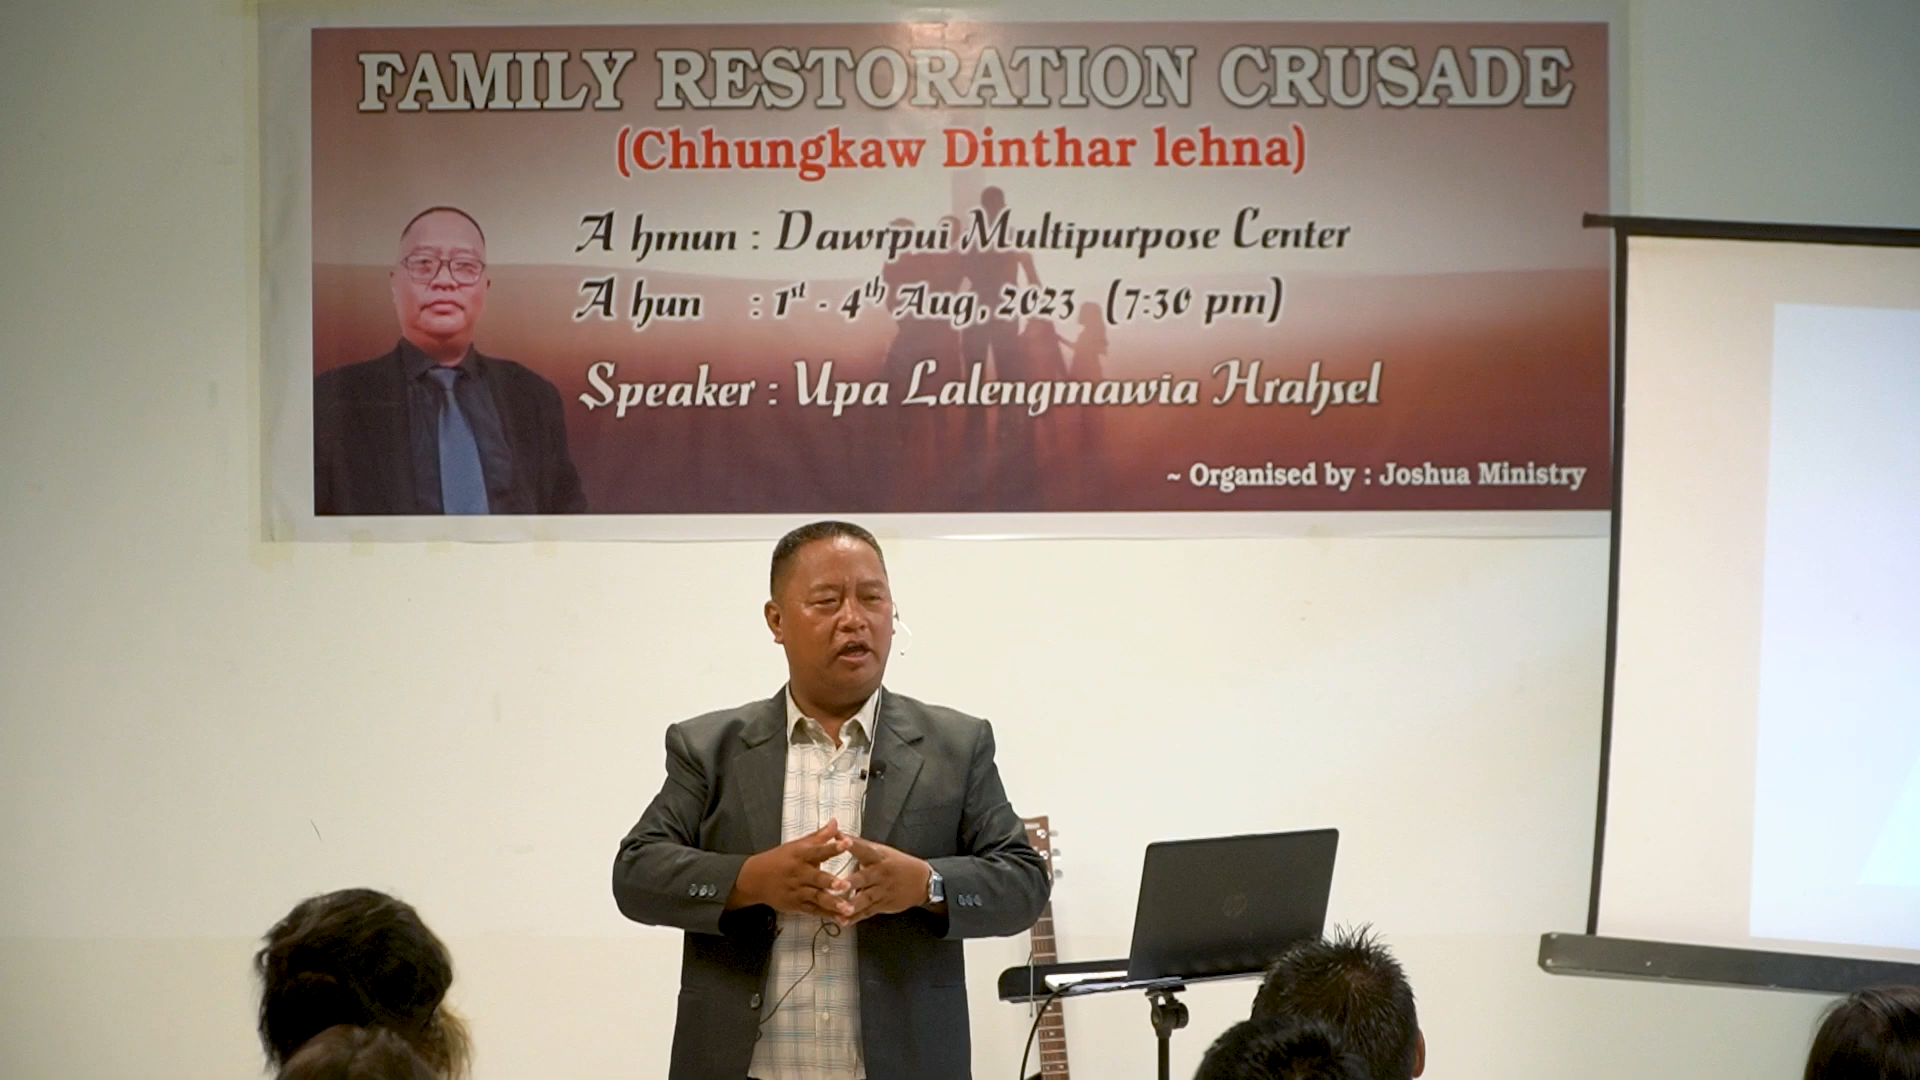 FAMILY RESTORATION CRUSADE
(Chhungkaw Dinthar lehna)
A hmun : Dawrpui Multipurpose Center
A hun : 1st - 4th Aug, 2023 (7:30 pm)
Speaker : Upa Lalengmawia Hrahsel
~ Organised by : Joshua Ministry
hp